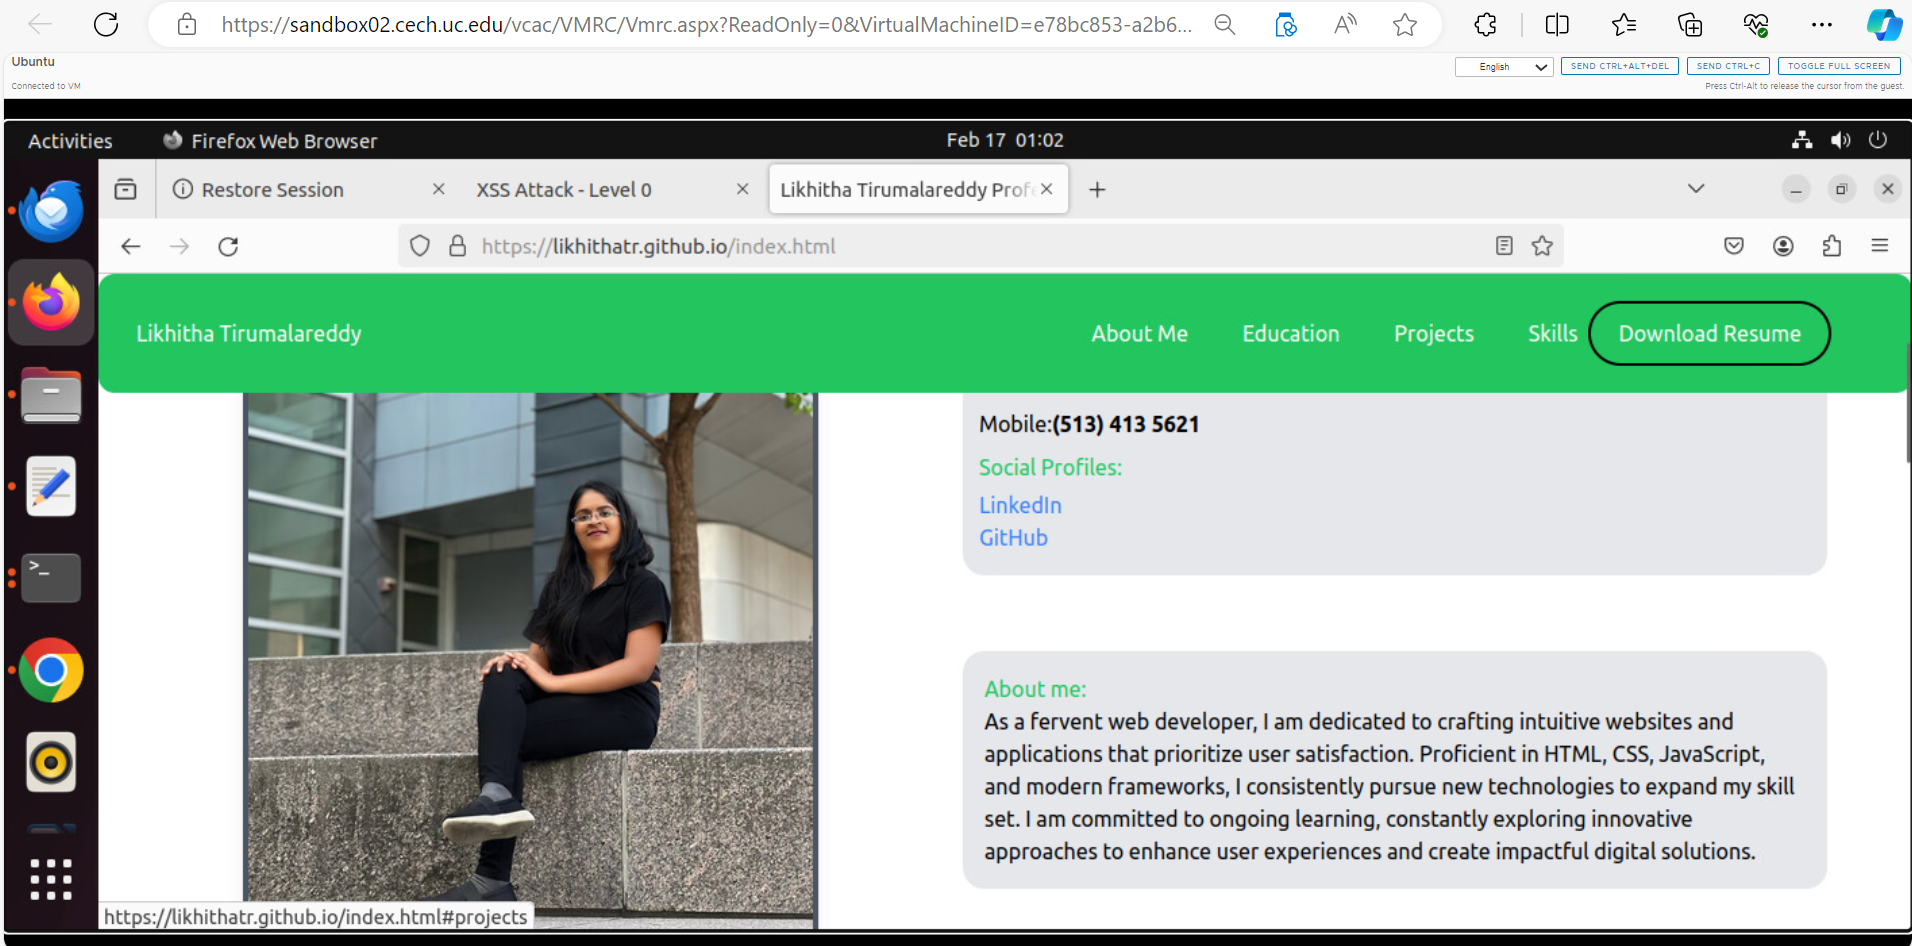 https://sandbox02.cech.uc.edu/vcac/VMRC/Vmrc.aspx?ReadOnly=0&VirtualMachineID=e78bc853-a2b6...
Ubuntu
English
SEND CTRL+ALT+DEL
SEND CTRL+C
TOGGLE FULL SCREEN
Connected to VM
Press Ctrl-Alt to release the cursor from the guest.
Activities
Firefox Web Browser
Feb 17 01:02
Restore Session
XSS Attack - Level 0
Likhitha Tirumalareddy Prof
https://likhithatr.github.io/index.html
Likhitha Tirumalareddy
About Me
Education
Projects
Skills
Download Resume
Mobile:(513) 413 5621
Social Profiles:
LinkedIn
GitHub
About me:
As a fervent web developer, I am dedicated to crafting intuitive websites and
applications that prioritize user satisfaction. Proficient in HTML, CSS, JavaScript,
and modern frameworks, I consistently pursue new technologies to expand my skill
set. I am committed to ongoing learning, constantly exploring innovative
approaches to enhance user experiences and create impactful digital solutions.
https://likhithatr.github.io/index.html#projects